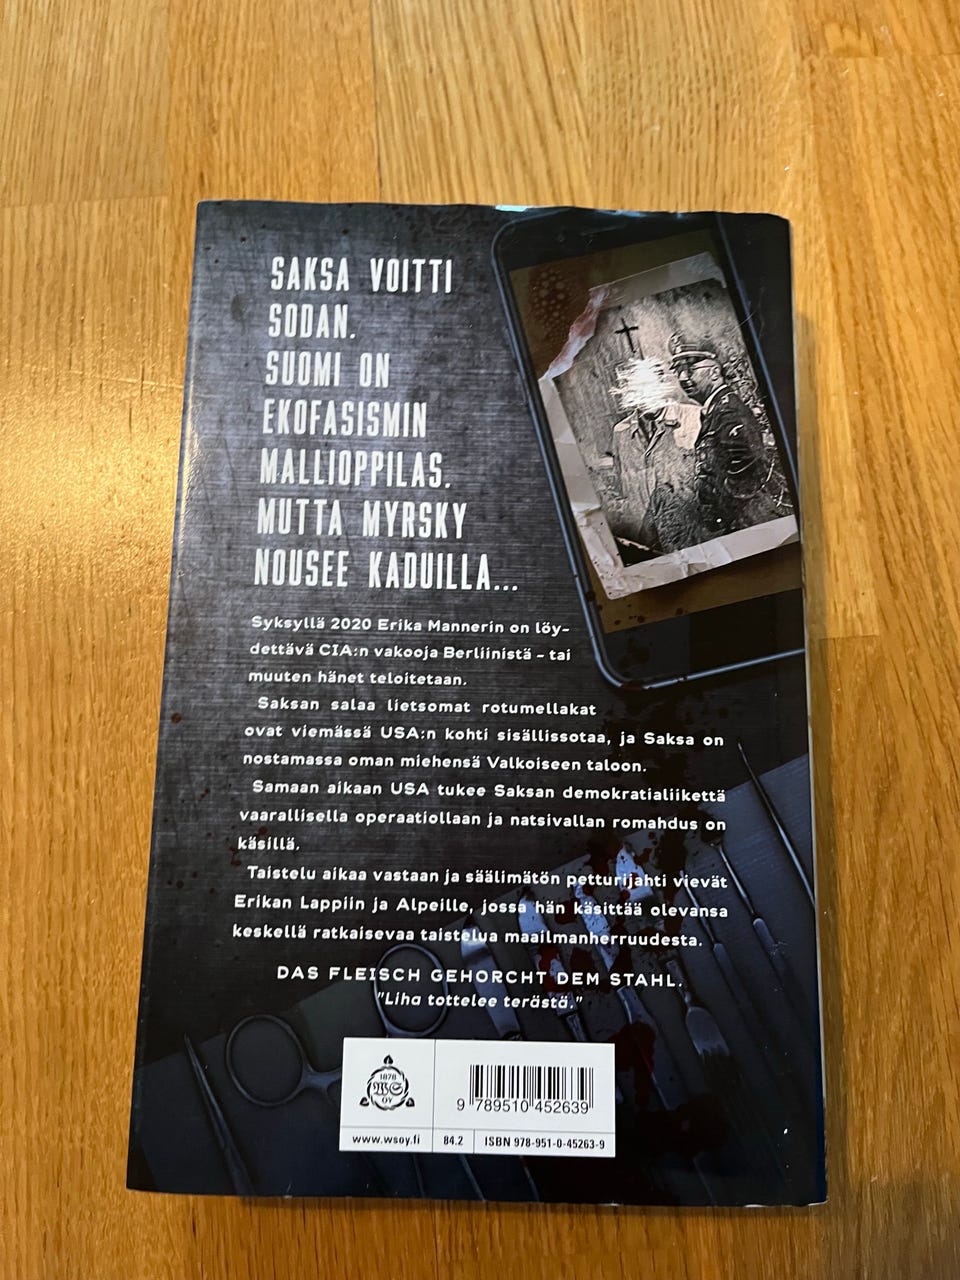 SAKSA VOITTI
SODAN.
SUOMI ON
EKOFASISMIN
MALLIOPPILAS.
MUTTA MYRSKY
NOUSEE KADUILLA...
Syksyllä 2020 Erika Mannerin on löy-
dettävä CIA:n vakooja Berliinistä – tai
muuten hänet teloitetaan.
Saksan salaa lietsomat rotumellakat
ovat viemässä USA:n kohti sisällissotaa, ja Saksa on
nostamassa oman miehensä Valkoiseen taloon.
Samaan aikaan USA tukee Saksan demokratialiikettä
vaarallisella operaatiollaan ja natsivallan romahdus on
käsillä.
Taistelu aikaa vastaan ja säälimätön petturijahti vievät
Erikan Lappiin ja Alpeille, jossa hän käsittää olevansa
keskellä ratkaisevaa taistelua maailmanherruudesta.
DAS FLEISCH GEHORCHT DEM STAHL.
"Liha tottelee terästä."
1878
WS
OY
9 789510 452639
www.wsoy.fi
84.2
ISBN 978-951-0-45263-9